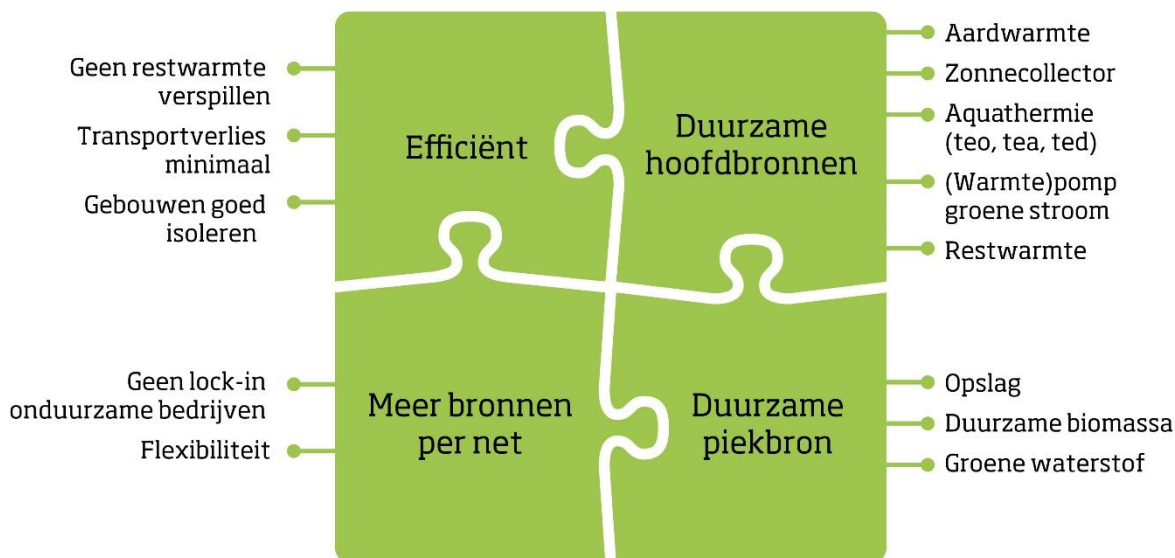 Geen restwarmte
verspillen
Transportverlies
minimaal
Gebouwen goed
isoleren
Efficiënt
Duurzame
hoofdbronnen
Aardwarmte
Zonnecollector
Aquathermie
(teo, tea, ted)
(Warmte)pomp
groene stroom
Restwarmte
Geen lock-in
onduurzame bedrijven
Flexibiliteit
Meer bronnen
per net
Duurzame
piekbron
Opslag
Duurzame biomassa
Groene waterstof